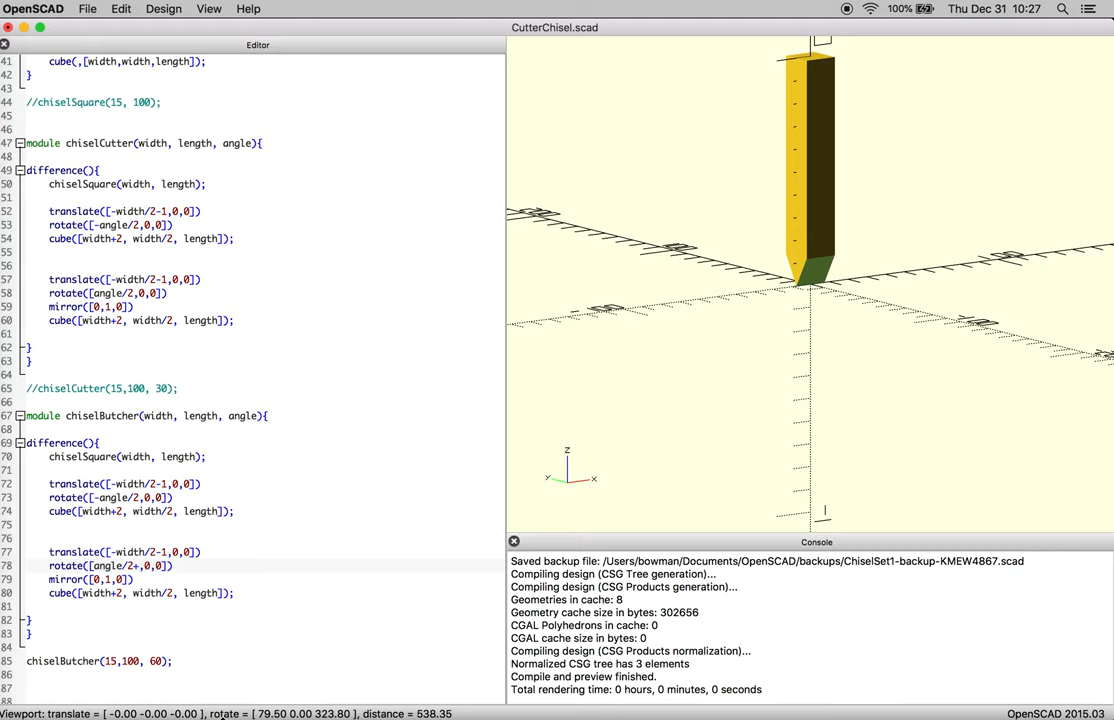 OpenSCAD File Edit Design View Help 100% Thu Dec 31 10:27
CutterChisel.scad
Editor
41 cube(,[width,width,length]);
42 }
43
44 //chiselSquare(15, 100);
45
46
47 module chiselCutter(width, length, angle){
48
49 difference(){
50 chiselSquare(width, length);
51
52 translate([-width/2-1,0,0])
53 rotate([-angle/2,0,0])
54 cube([width+2, width/2, length]);
55
56
57 translate([-width/2-1,0,0])
58 rotate([angle/2,0,0])
59 mirror([0,1,0])
60 cube([width+2, width/2, length]);
61
62 }
63 }
64
65 //chiselCutter(15,100, 30);
66
67 module chiselButcher(width, length, angle){
68
69 difference(){
70 chiselSquare(width, length);
71
72 translate([-width/2-1,0,0])
73 rotate([-angle/2,0,0])
74 cube([width+2, width/2, length]);
75
76
77 translate([-width/2-1,0,0])
78 rotate([angle/2+,0,0])
79 mirror([0,1,0])
80 cube([width+2, width/2, length]);
81
82 }
83 }
84
85 chiselButcher(15,100, 60);
86
87
88
Z
Y X
Console
Saved backup file: /Users/bowman/Documents/OpenSCAD/backups/ChiselSet1-backup-KMEW4867.scad
Compiling design (CSG Tree generation)...
Compiling design (CSG Products generation)...
Geometries in cache: 8
Geometry cache size in bytes: 302656
CGAL Polyhedrons in cache: 0
CGAL cache size in bytes: 0
Compiling design (CSG Products normalization)...
Normalized CSG tree has 3 elements
Compile and preview finished.
Total rendering time: 0 hours, 0 minutes, 0 seconds
Viewport: translate = [ -0.00 -0.00 -0.00 ], rotate = [ 79.50 0.00 323.80 ], distance = 538.35 OpenSCAD 2015.03